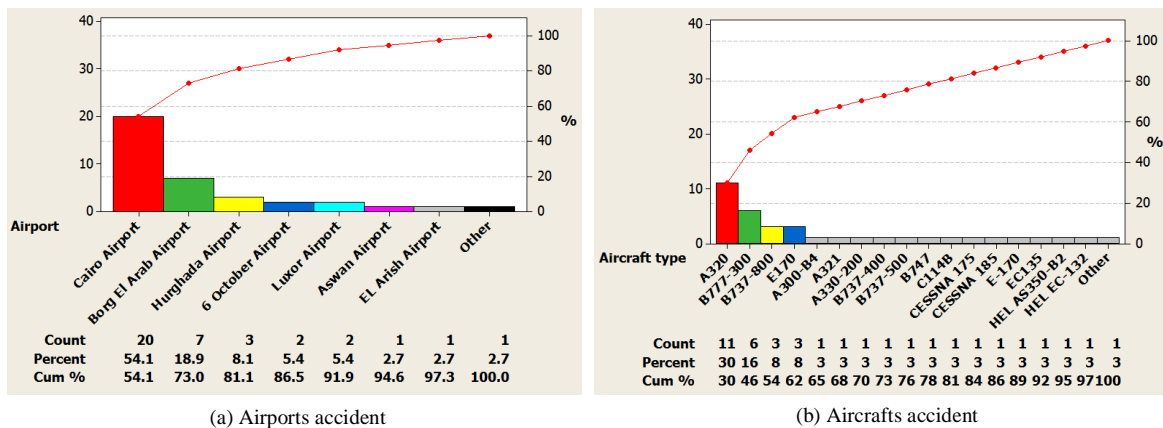 40
30
20
10
0
100
80
60
40
20
0
%
Airport
Cairo Airport
Borg El Arab Airport
Hurghada Airport
6 October Airport
Luxor Airport
Aswan Airport
EL Arish Airport
Other
Count 20 7 3 2 2 1 1 1
Percent 54.1 18.9 8.1 5.4 5.4 2.7 2.7 2.7
Cum % 54.1 73.0 81.1 86.5 91.9 94.6 97.3 100.0
(a) Airports accident
40
30
20
10
0
100
80
60
40
20
0
%
Aircraft type
A320
B777-300
B737-800
E170
A300-B4
A321
A330-200
B737-400
B737-500
B747
C114B
CESSNA 175
CESSNA 185
E-170
EC135
HEL AS350-B2
HEL EC-132
Other
Count 11 6 3 3 1 1 1 1 1 1 1 1 1 1 1 1 1 1
Percent 30 16 8 8 3 3 3 3 3 3 3 3 3 3 3 3 3 3
Cum % 30 46 54 62 65 68 70 73 76 78 81 84 86 89 92 95 97 100
(b) Aircrafts accident